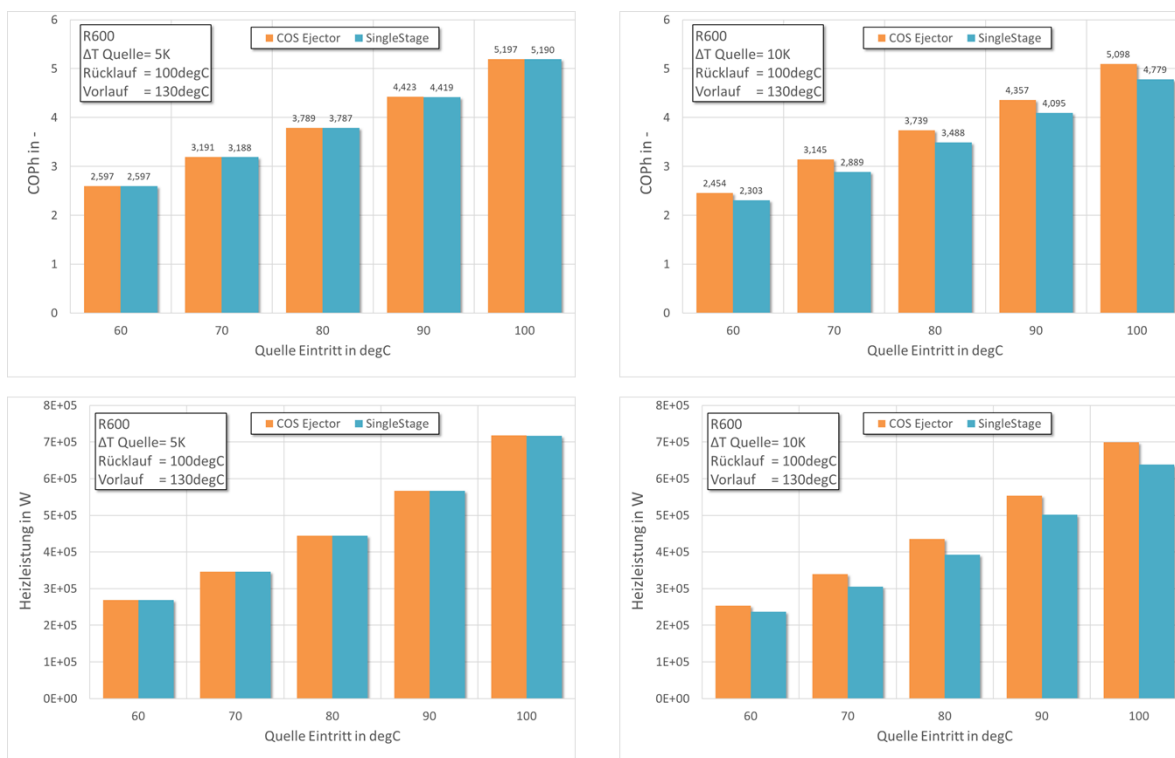 R600
ΔT Quelle= 5K
Rücklauf = 100degC
Vorlauf = 130degC
COS Ejector SingleStage
COPh in -
6
5
4
3
2
1
0
2,597 2,597
3,191 3,188
3,789 3,787
4,423 4,419
5,197 5,190
60 70 80 90 100
Quelle Eintritt in degC
R600
ΔT Quelle= 10K
Rücklauf = 100degC
Vorlauf = 130degC
COS Ejector SingleStage
COPh in -
6
5
4
3
2
1
0
2,454 2,303
3,145 2,889
3,739 3,488
4,357 4,095
5,098 4,779
60 70 80 90 100
Quelle Eintritt in degC
R600
ΔT Quelle= 5K
Rücklauf = 100degC
Vorlauf = 130degC
COS Ejector SingleStage
Heizleistung in W
8E+05
7E+05
6E+05
5E+05
4E+05
3E+05
2E+05
1E+05
0E+00
60 70 80 90 100
Quelle Eintritt in degC
R600
ΔT Quelle= 10K
Rücklauf = 100degC
Vorlauf = 130degC
COS Ejector SingleStage
Heizleistung in W
8E+05
7E+05
6E+05
5E+05
4E+05
3E+05
2E+05
1E+05
0E+00
60 70 80 90 100
Quelle Eintritt in degC